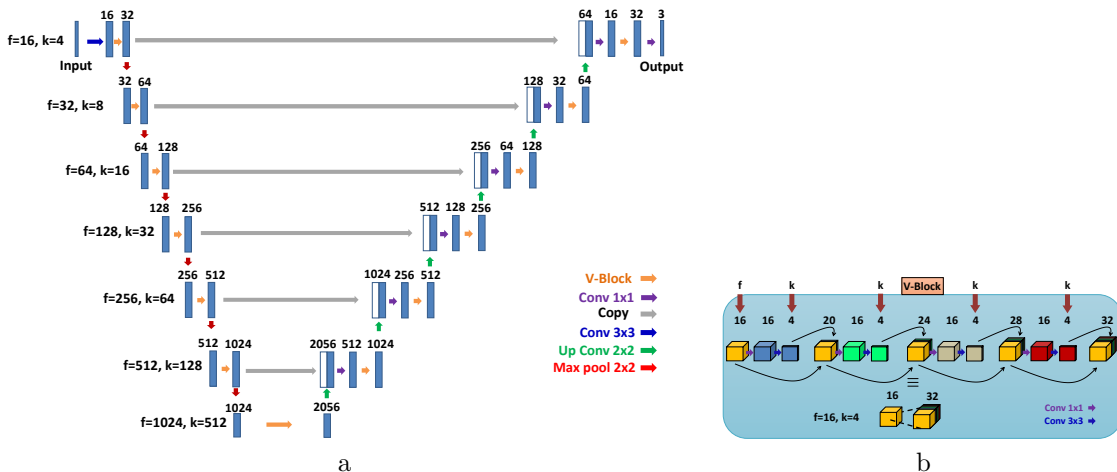 16 32
64 16 32 3
f=16, k=4
Input
Output
32 64
128 32 64
f=32, k=8
64 128
256 64 128
f=64, k=16
128 256
512 128 256
f=128, k=32
256 512
1024 256 512
f=256, k=64
512 1024
2056 512 1024
f=512, k=128
1024
2056
f=1024, k=512
V-Block
Conv 1x1
Copy
Conv 3x3
Up Conv 2x2
Max pool 2x2
a
f k k V-Block k k
16 16 4 20 16 4 24 16 4 28 16 4 32
≡
16 32
f=16, k=4
Conv 1x1
Conv 3x3
b